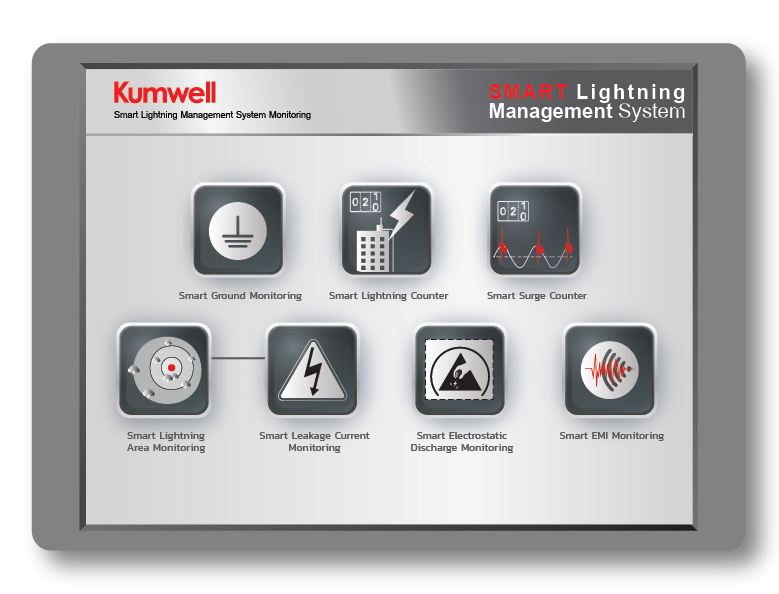 Kumwell
Smart Lightning Management System Monitoring
SMART Lightning
Management System
021
0
021
0
Smart Ground Monitoring
Smart Lightning Counter
Smart Surge Counter
Smart Lightning
Area Monitoring
Smart Leakage Current
Monitoring
Smart Electrostatic
Discharge Monitoring
Smart EMI Monitoring